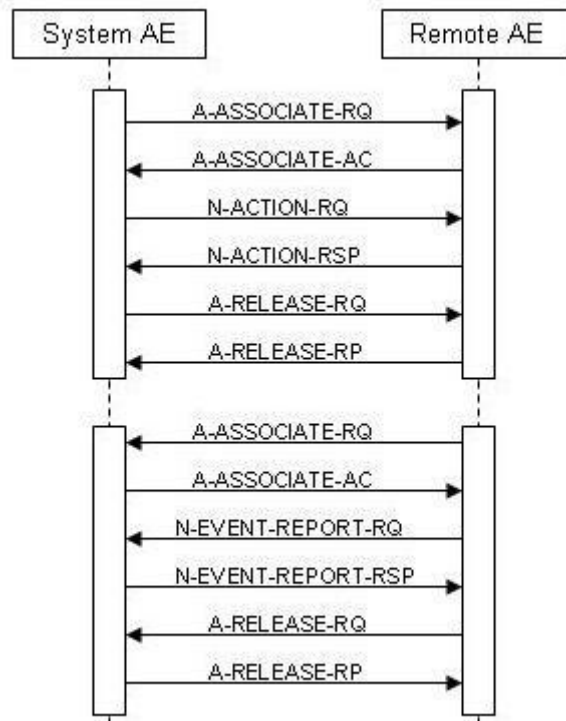 System AE
Remote AE
A-ASSOCIATE-RQ
A-ASSOCIATE-AC
N-ACTION-RQ
N-ACTION-RSP
A-RELEASE-RQ
A-RELEASE-RP
A-ASSOCIATE-RQ
A-ASSOCIATE-AC
N-EVENT-REPORT-RQ
N-EVENT-REPORT-RSP
A-RELEASE-RQ
A-RELEASE-RP